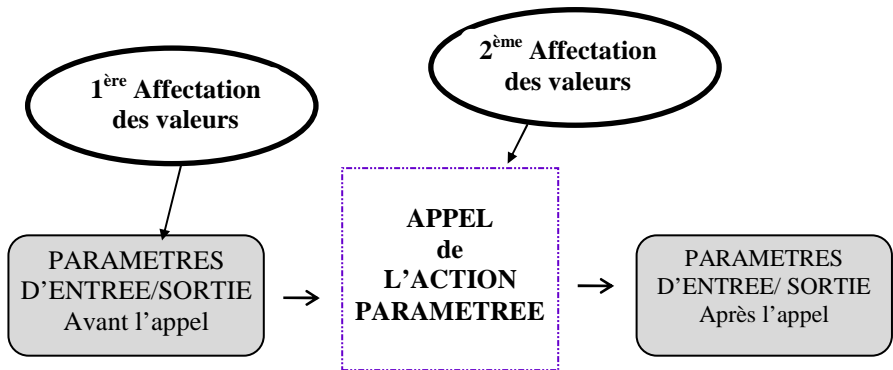 1ère Affectation
des valeurs
2ème Affectation
des valeurs
PARAMETRES
D'ENTREE/SORTIE
Avant l'appel
APPEL
de
L'ACTION
PARAMETREE
PARAMETRES
D'ENTREE/ SORTIE
Après l'appel